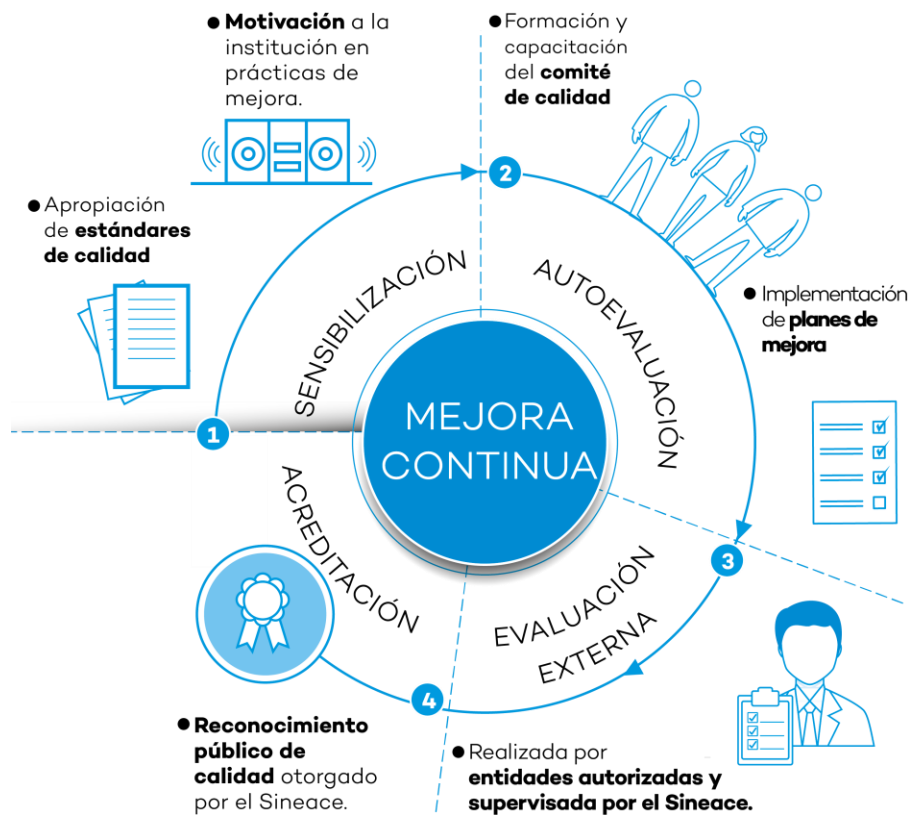 ● Motivación a la
institución en
prácticas de
mejora.
● Formación y
capacitación
del comité
de calidad
● Apropiación
de estándares
de calidad
2
SENSIBILIZACIÓN
AUTOEVALUACIÓN
● Implementación
de planes de
mejora
1
MEJORA
CONTINUA
ACREDITACIÓN
EVALUACIÓN
EXTERNA
3
4
● Reconocimiento
público de
calidad otorgado
por el Sineace.
● Realizada por
entidades autorizadas y
supervisada por el Sineace.